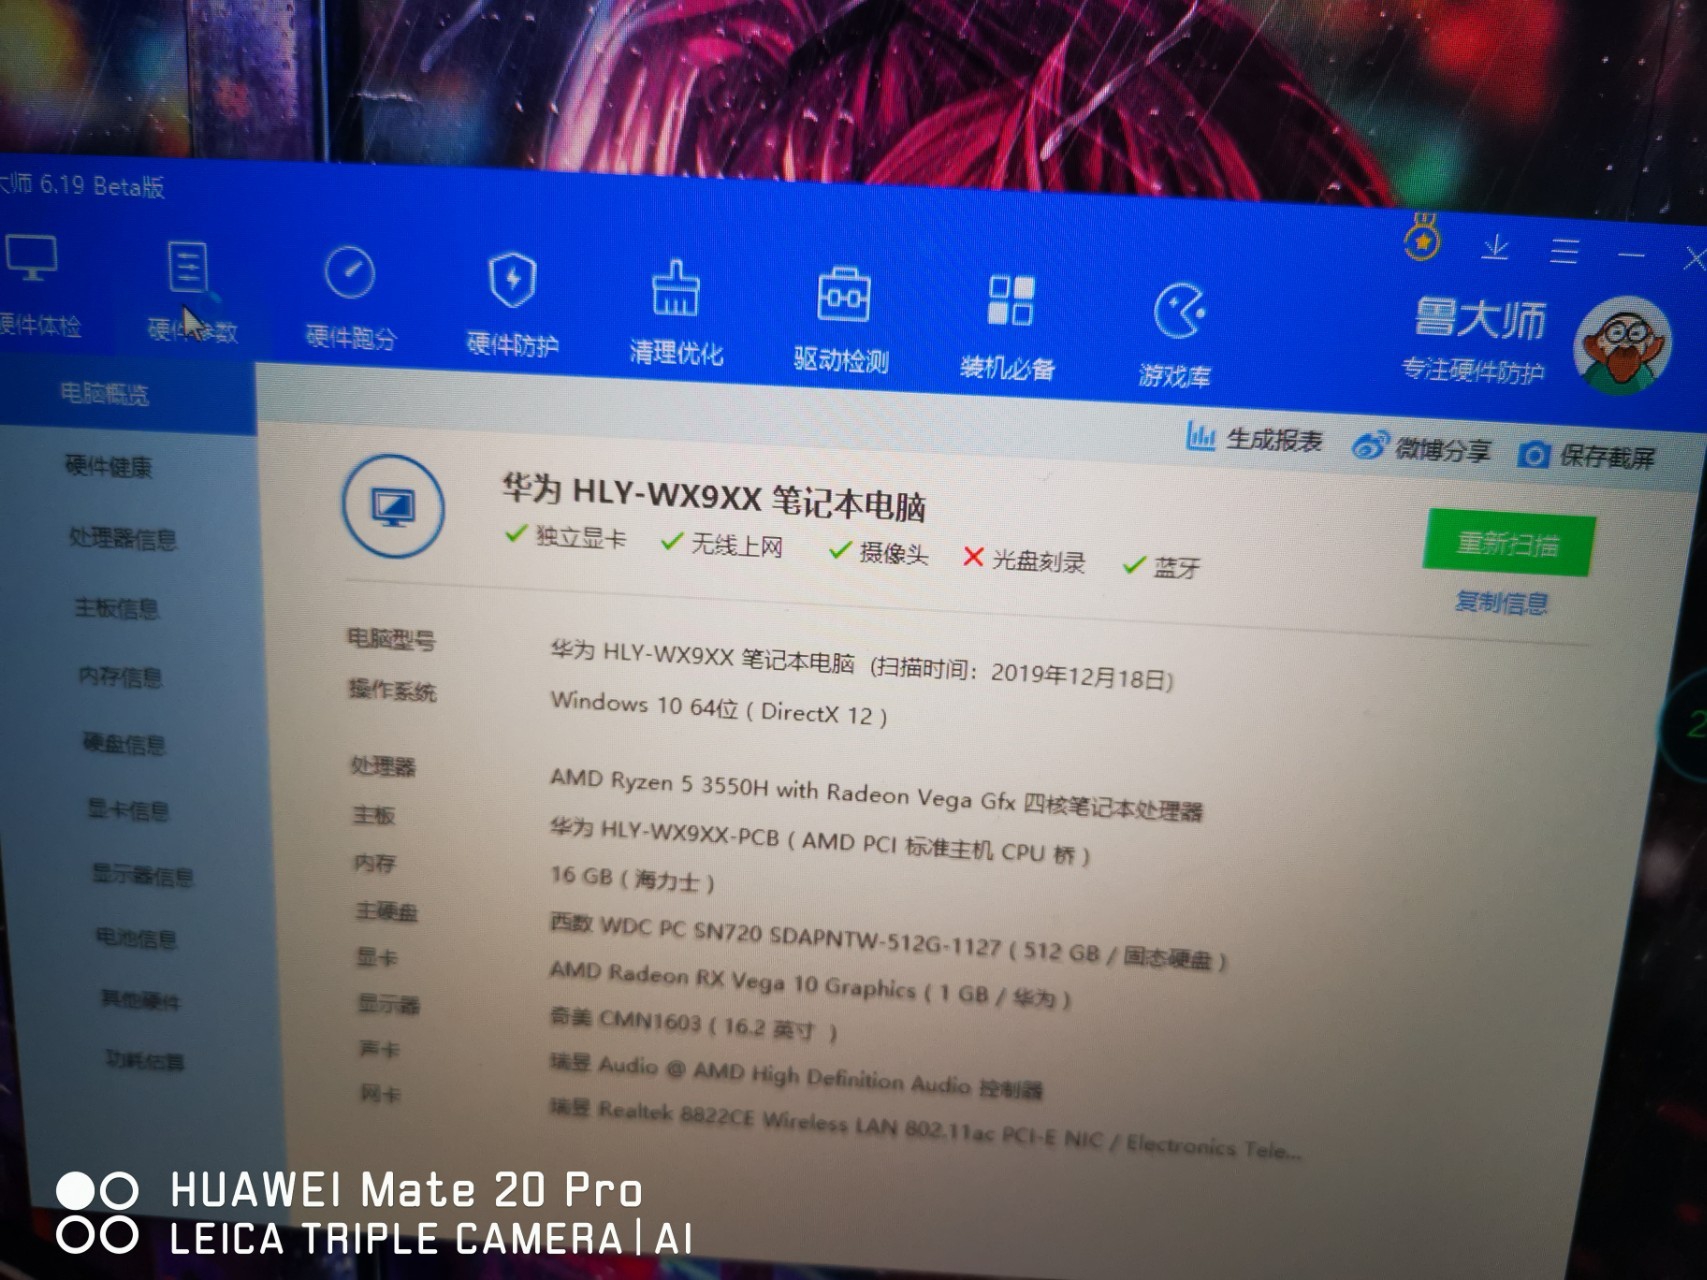 大师 6.19 Beta版
硬件体检
硬件参数
硬件跑分
硬件防护
清理优化
驱动检测
装机必备
游戏库
鲁大师
专注硬件防护
电脑概览
硬件健康
处理器信息
主板信息
内存信息
硬盘信息
显卡信息
显示器信息
电池信息
其他硬件
功耗估算
生成报表
微博分享
保存截屏
华为 HLY-WX9XX 笔记本电脑
独立显卡 无线上网 摄像头 光盘刻录 蓝牙
重新扫描
复制信息
电脑型号 华为 HLY-WX9XX 笔记本电脑 (扫描时间：2019年12月18日)
操作系统 Windows 10 64位 ( DirectX 12 )
处理器 AMD Ryzen 5 3550H with Radeon Vega Gfx 四核笔记本处理器
主板 华为 HLY-WX9XX-PCB ( AMD PCI 标准主机 CPU 桥 )
内存 16 GB ( 海力士 )
主硬盘 西数 WDC PC SN720 SDAPNTW-512G-1127 ( 512 GB / 固态硬盘 )
显卡 AMD Radeon RX Vega 10 Graphics ( 1 GB / 华为 )
显示器 奇美 CMN1603 ( 16.2 英寸 )
声卡 瑞昱 Audio @ AMD High Definition Audio 控制器
网卡 瑞昱 Realtek 8822CE Wireless LAN 802.11ac PCI-E NIC / Electronics Tele...
2
HUAWEI Mate 20 Pro
LEICA TRIPLE CAMERA | AI